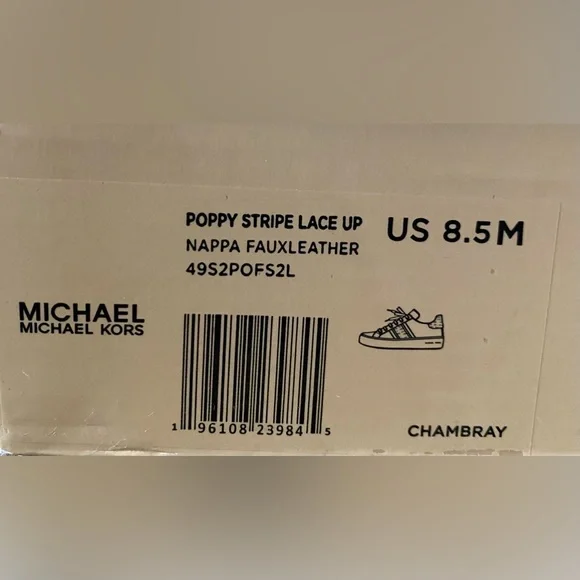 POPPY STRIPE LACE UP
NAPPA FAUXLEATHER
49S2POFS2L
US 8.5M
MICHAEL
MICHAEL KORS
1 96108 23984 5
CHAMBRAY